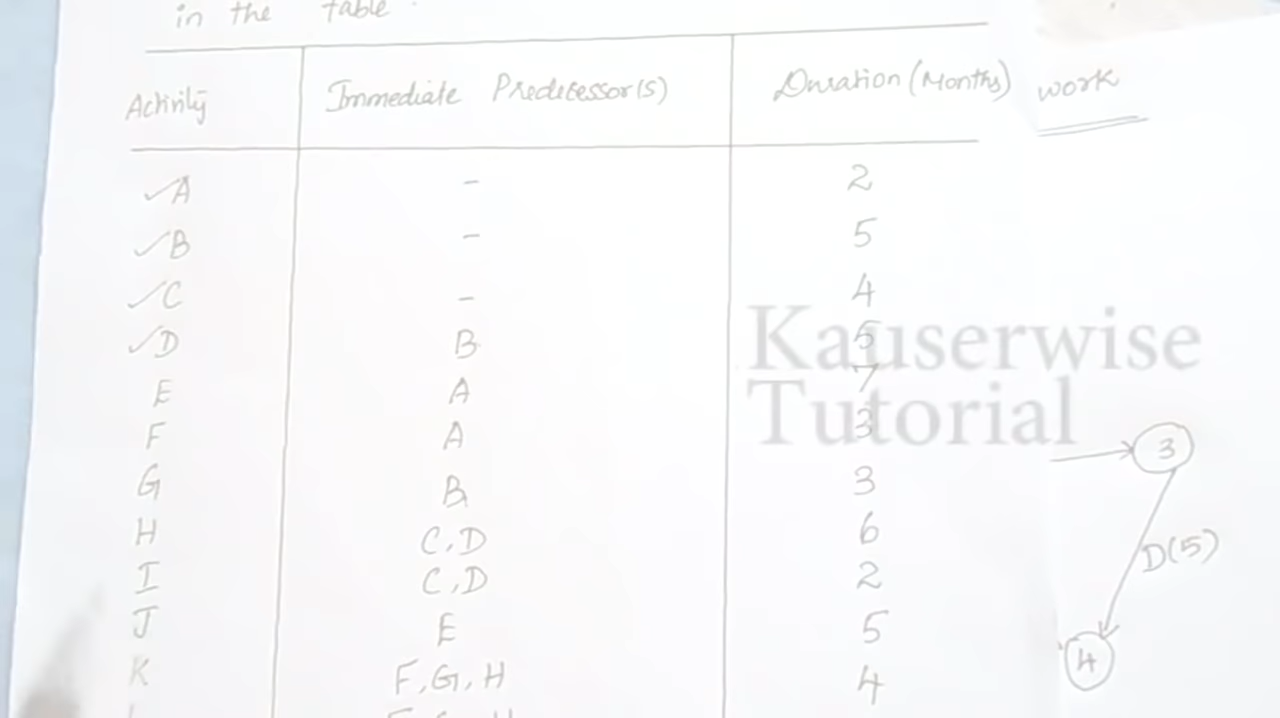 in the table.
Activity Immediate Predecessor(s) Duration (Months) work
A - 2
B - 5
C - 4
D B 5
E A 7
F A 3
G B 3
H C,D 6
I C,D 2
J E 5
K F,G,H 4
Kauserwise
Tutorial
3
D(5)
4